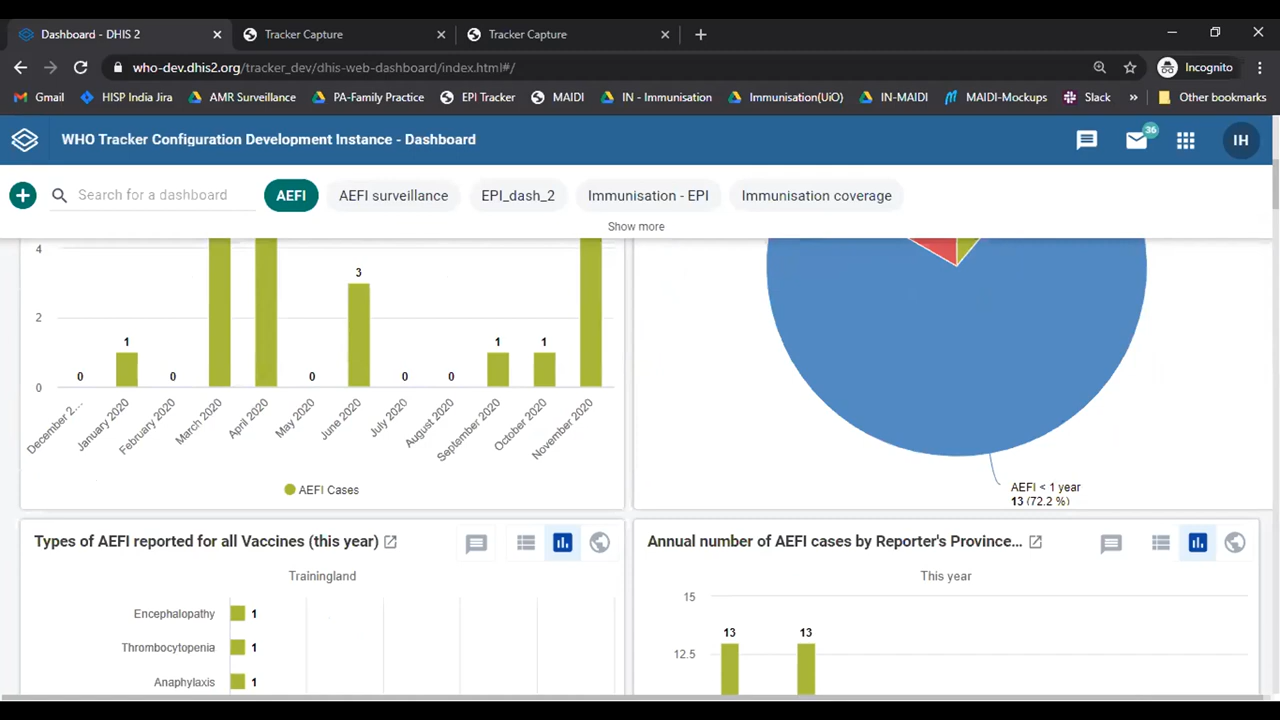 Dashboard - DHIS 2
Tracker Capture
Tracker Capture
who-dev.dhis2.org/tracker_dev/dhis-web-dashboard/index.html#/
Incognito
Gmail
HISP India Jira
AMR Surveillance
PA-Family Practice
EPI Tracker
MAIDI
IN - Immunisation
Immunisation(UiO)
IN-MAIDI
MAIDI-Mockups
Slack
»
Other bookmarks
WHO Tracker Configuration Development Instance - Dashboard
36
IH
Search for a dashboard
AEFI
AEFI surveillance
EPI_dash_2
Immunisation - EPI
Immunisation coverage
Show more
4
2
0
0
1
0
0
3
0
0
1
1
December 2...
January 2020
February 2020
March 2020
April 2020
May 2020
June 2020
July 2020
August 2020
September 2020
October 2020
November 2020
AEFI Cases
AEFI < 1 year
13 (72.2 %)
Types of AEFI reported for all Vaccines (this year)
Trainingland
Encephalopathy
1
Thrombocytopenia
1
Anaphylaxis
1
Annual number of AEFI cases by Reporter's Province...
This year
15
12.5
13
13